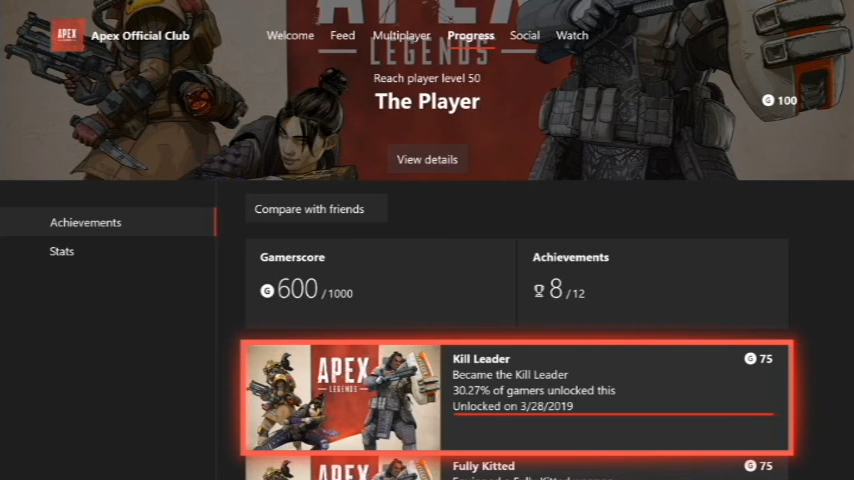 APEX
Apex Official Club
Welcome
Feed
Multiplayer
Progress
Social
Watch
LEGENDS
Reach player level 50
The Player
G 100
View details
Achievements
Stats
Compare with friends
Gamerscore
G 600 /1000
Achievements
8 /12
APEX
LEGENDS
Kill Leader
G 75
Became the Kill Leader
30.27% of gamers unlocked this
Unlocked on 3/28/2019
APEX
Fully Kitted
G 75